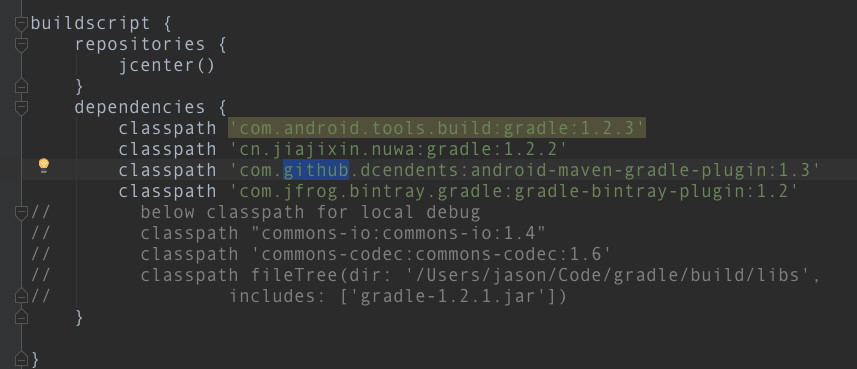 buildscript {
    repositories {
        jcenter()
    }
    dependencies {
        classpath 'com.android.tools.build:gradle:1.2.3'
        classpath 'cn.jiajixin.nuwa:gradle:1.2.2'
        classpath 'com.github.dcendents:android-maven-gradle-plugin:1.3'
        classpath 'com.jfrog.bintray.gradle:gradle-bintray-plugin:1.2'
//        below classpath for local debug
//        classpath "commons-io:commons-io:1.4"
//        classpath 'commons-codec:commons-codec:1.6'
//        classpath fileTree(dir: '/Users/jason/Code/gradle/build/libs',
//                includes: ['gradle-1.2.1.jar'])
    }
}